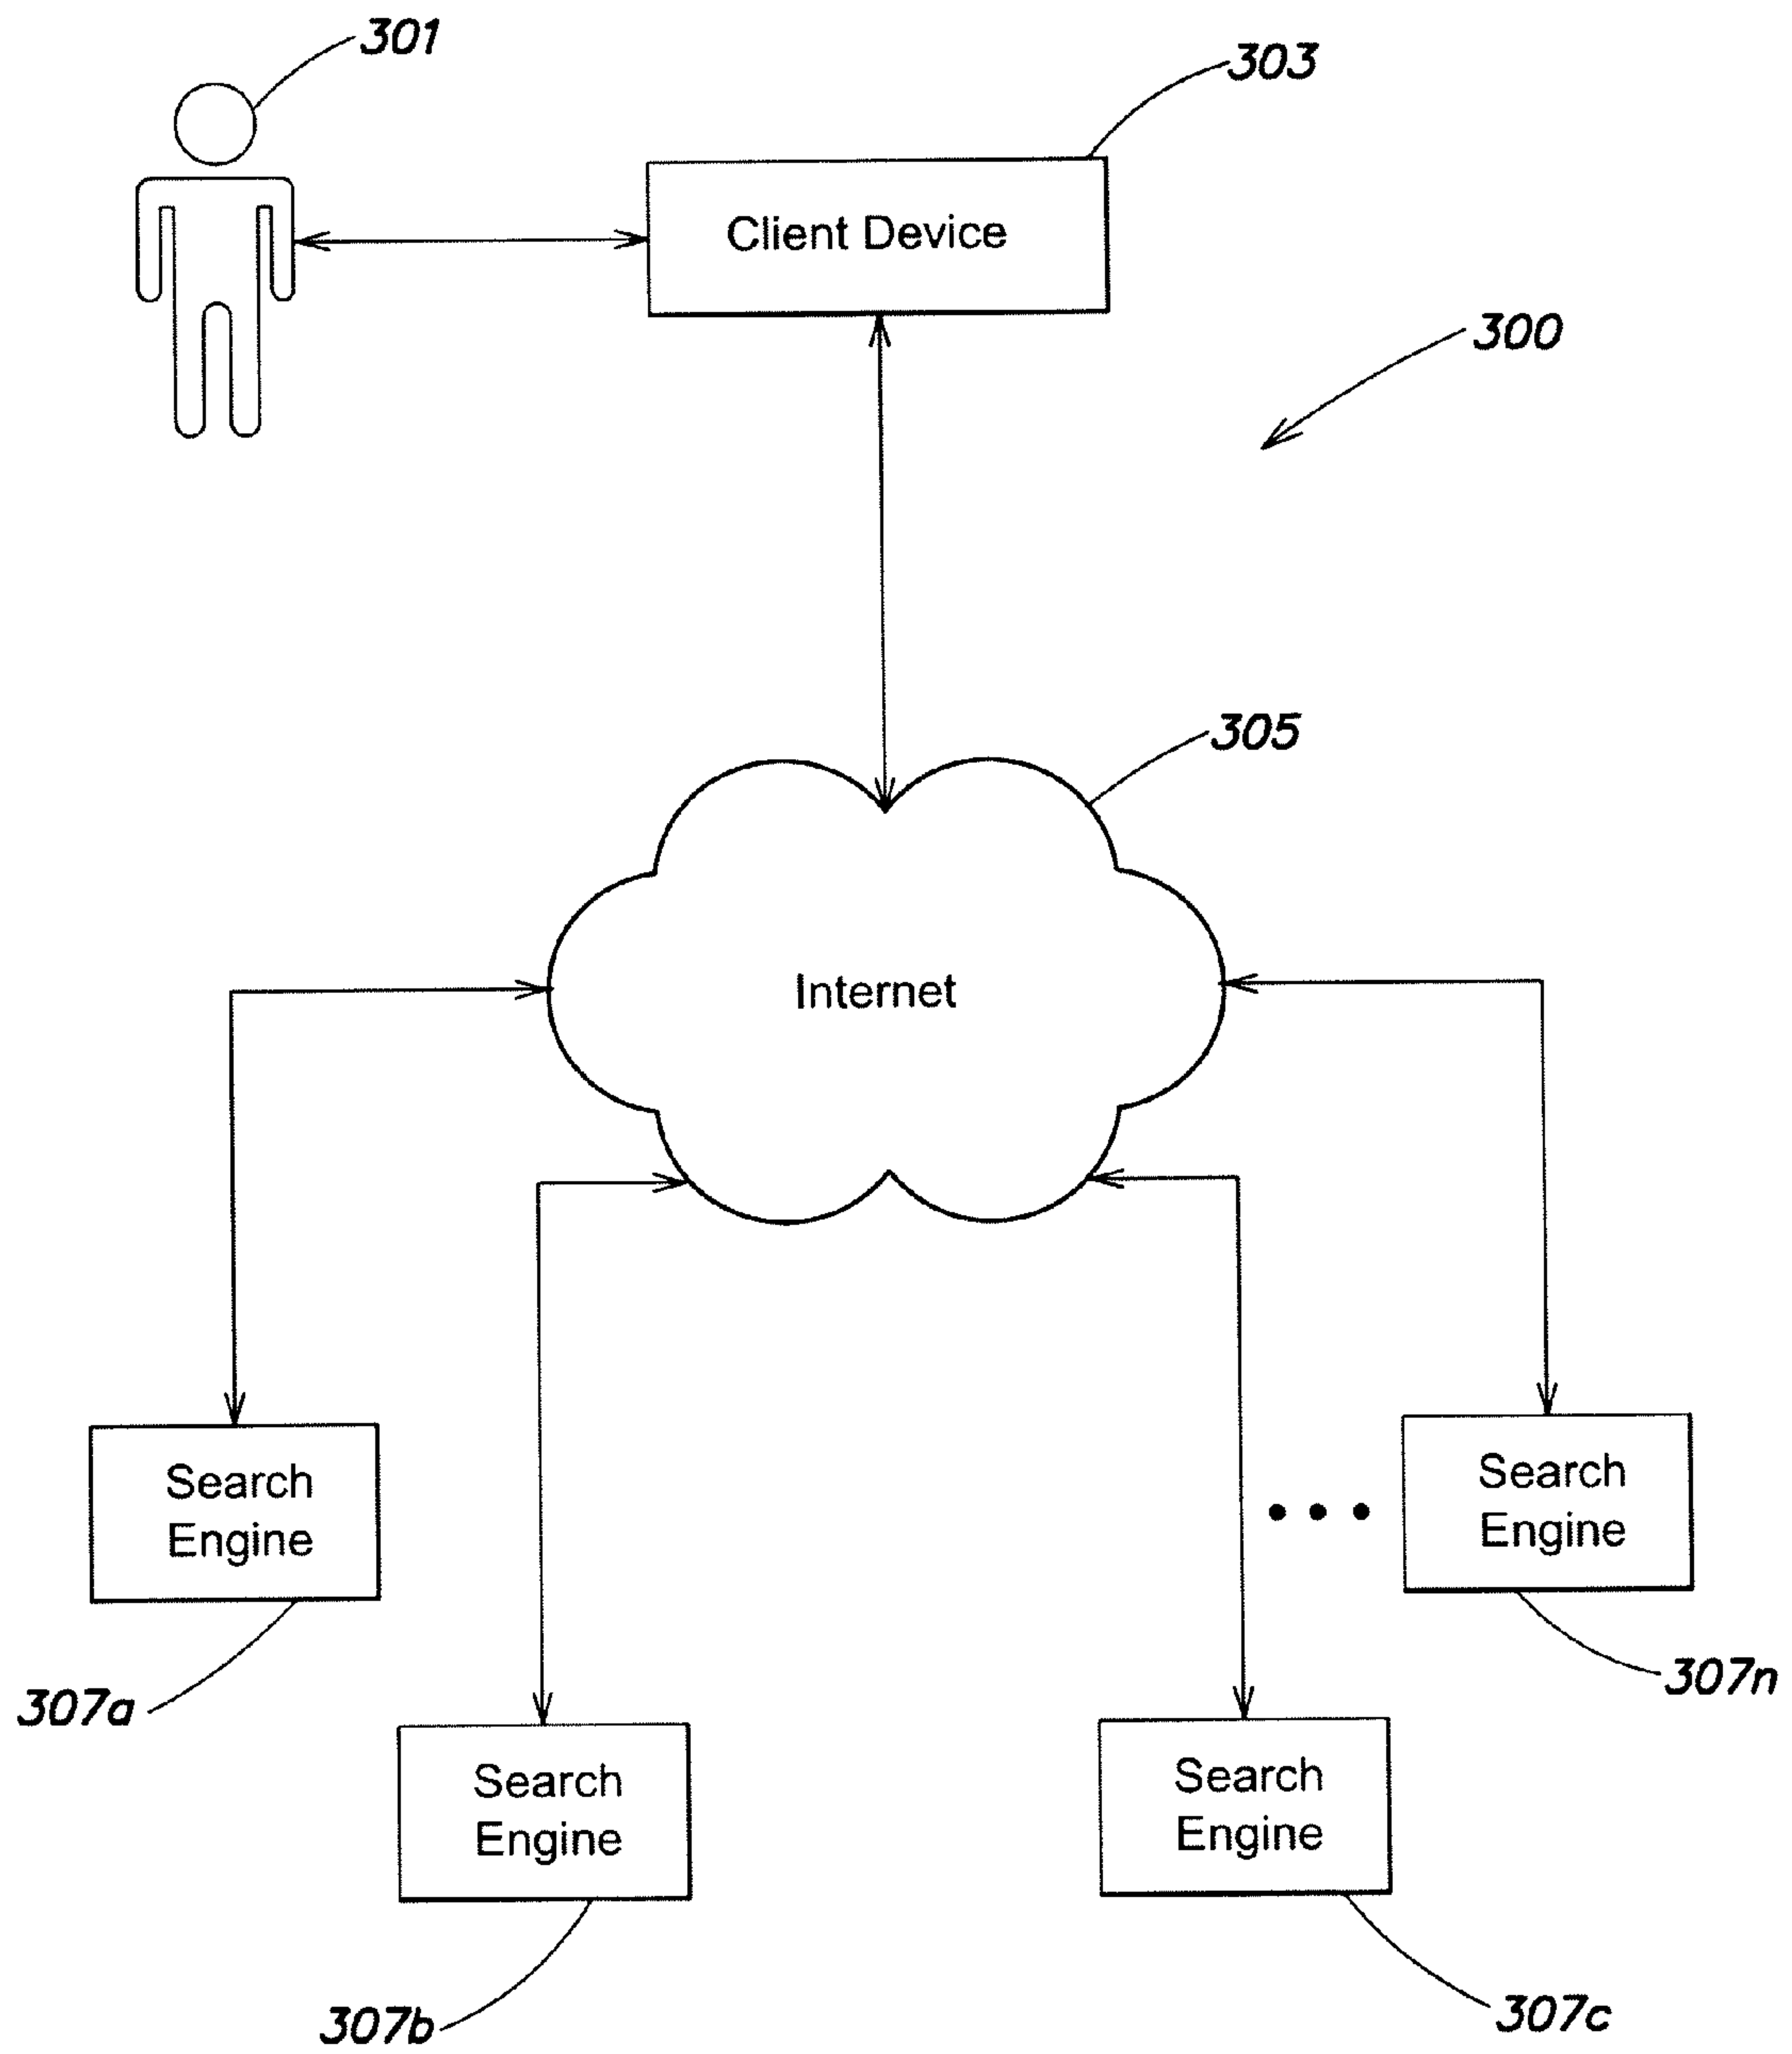 301
303
Client Device
300
305
Internet
Search
Engine
Search
Engine
307a
307n
Search
Engine
Search
Engine
307b
307c